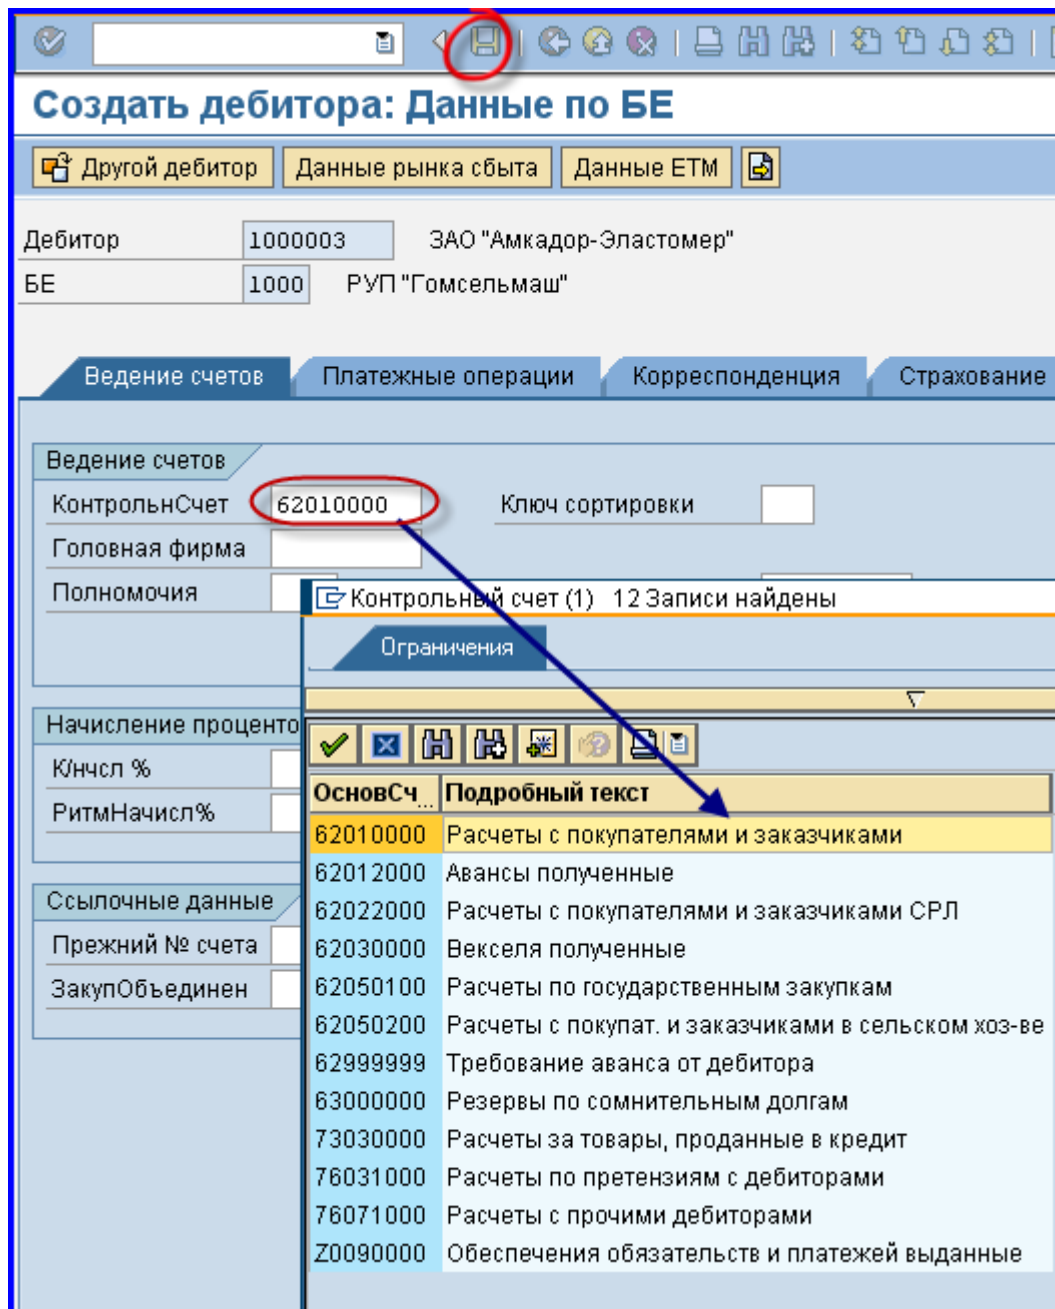 Создать дебитора: Данные по БЕ
Другой дебитор Данные рынка сбыта Данные ЕТМ
Дебитор 1000003 ЗАО "Амкадор-Эластомер"
БЕ 1000 РУП "Гомсельмаш"
Ведение счетов Платежные операции Корреспонденция Страхование
Ведение счетов
КонтрольнСчет 62010000 Ключ сортировки
Головная фирма
Полномочия
Контрольный счет (1) 12 Записи найдены
Ограничения
Начисление проценто
К/нчсл %
РитмНачисл%
Ссылочные данные
Прежний № счета
ЗакупОбъединен
ОсновСч... Подробный текст
62010000 Расчеты с покупателями и заказчиками
62012000 Авансы полученные
62022000 Расчеты с покупателями и заказчиками СРЛ
62030000 Векселя полученные
62050100 Расчеты по государственным закупкам
62050200 Расчеты с покупат. и заказчиками в сельском хоз-ве
62999999 Требование аванса от дебитора
63000000 Резервы по сомнительным долгам
73030000 Расчеты за товары, проданные в кредит
76031000 Расчеты по претензиям с дебиторами
76071000 Расчеты с прочими дебиторами
Z0090000 Обеспечения обязательств и платежей выданные